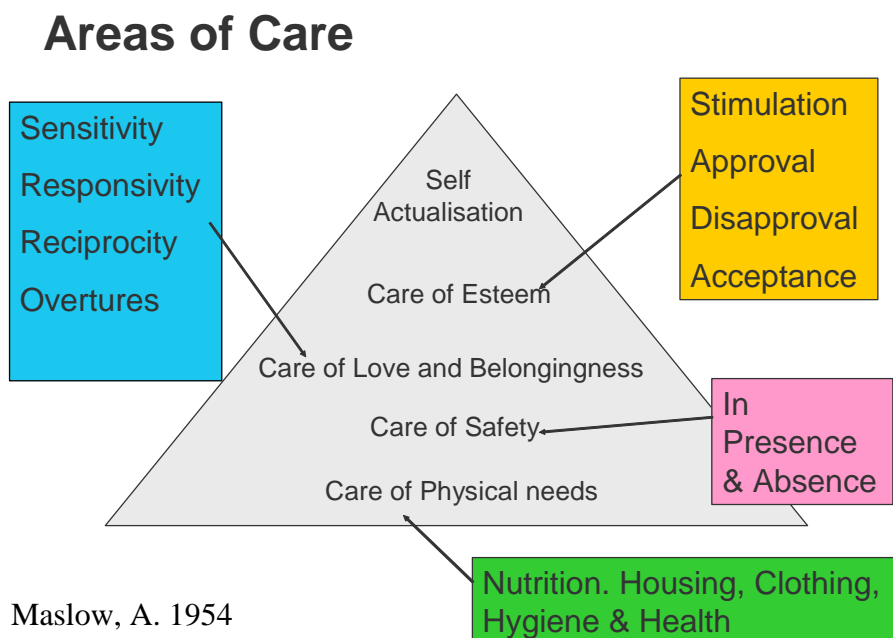 Areas of Care
Sensitivity
Responsivity
Reciprocity
Overtures
Stimulation
Approval
Disapproval
Acceptance
Self
Actualisation
Care of Esteem
Care of Love and Belongingness
Care of Safety
In
Presence
& Absence
Care of Physical needs
Nutrition. Housing, Clothing,
Hygiene & Health
Maslow, A. 1954